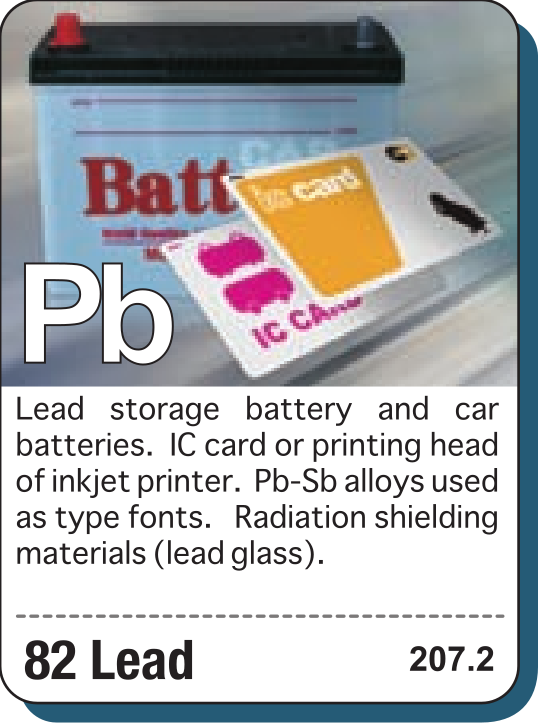 Batt
bus card
IC CA
Pb
Lead storage battery and car
batteries. IC card or printing head
of inkjet printer. Pb-Sb alloys used
as type fonts. Radiation shielding
materials (lead glass).
82 Lead
207.2